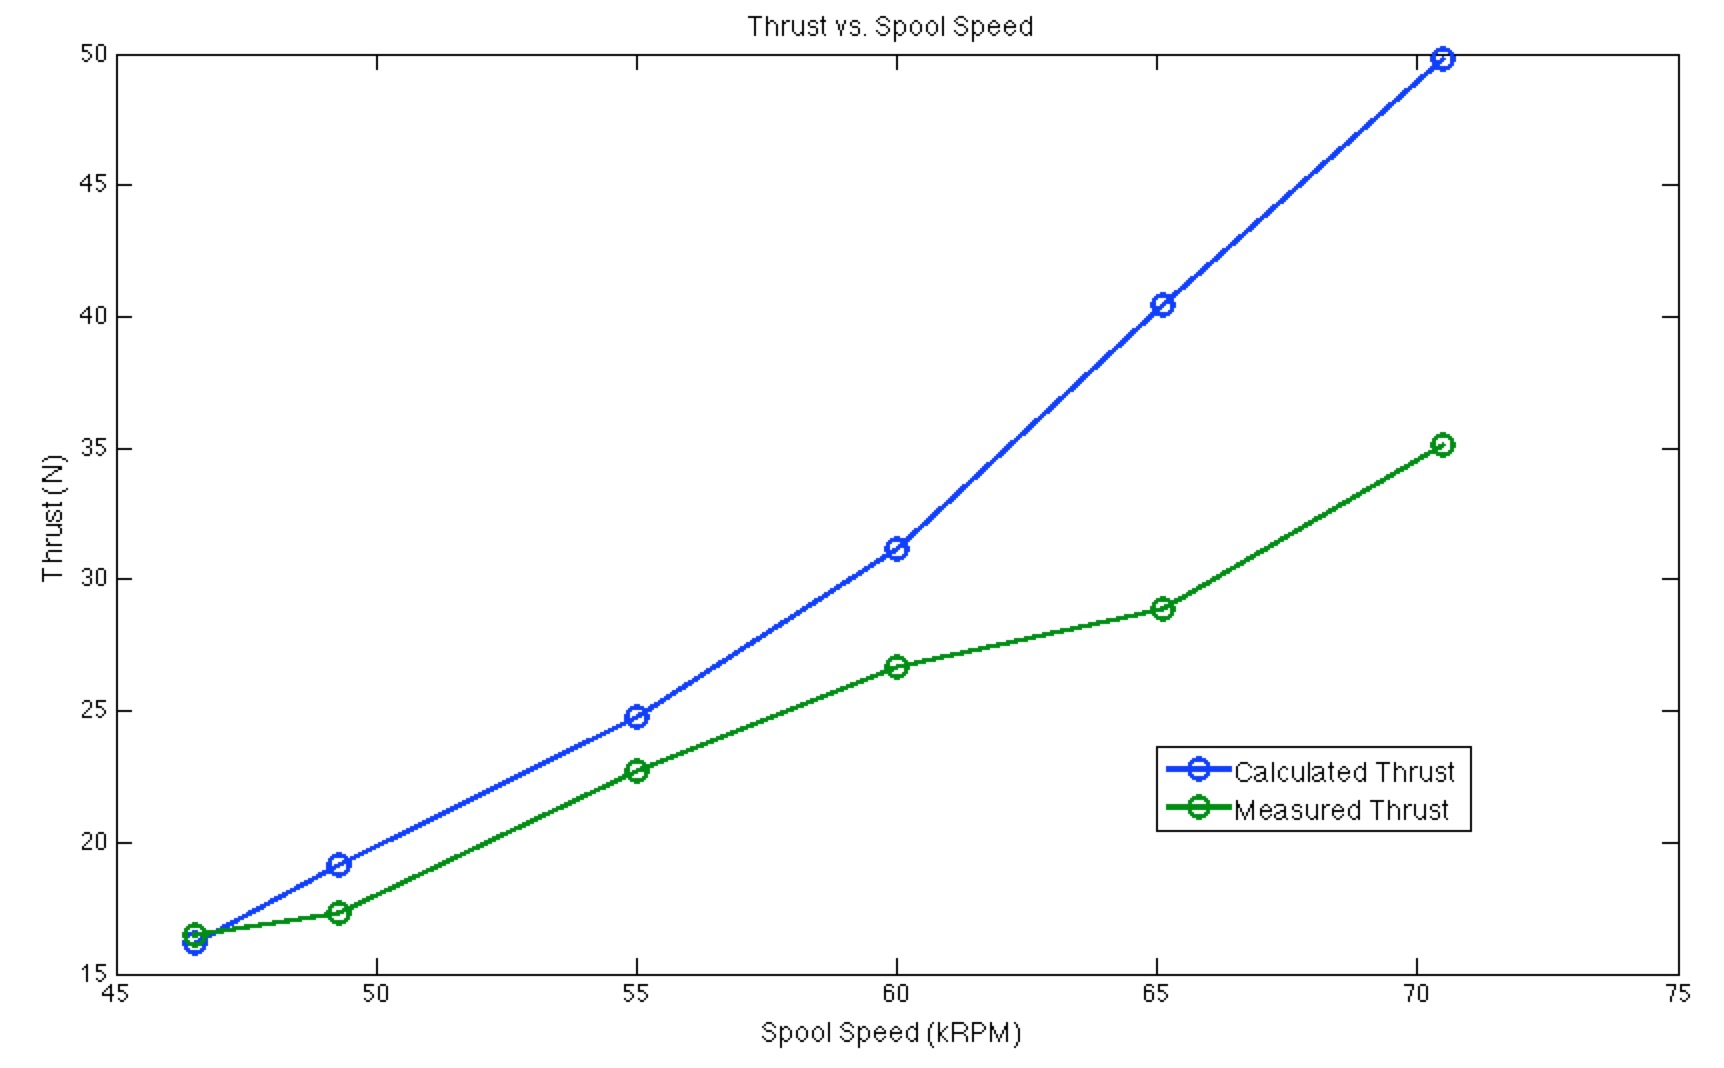 Thrust vs. Spool Speed
50
45
40
35
30
25
20
15
Thrust (N)
45 50 55 60 65 70 75
Spool Speed (kRPM)
Calculated Thrust
Measured Thrust